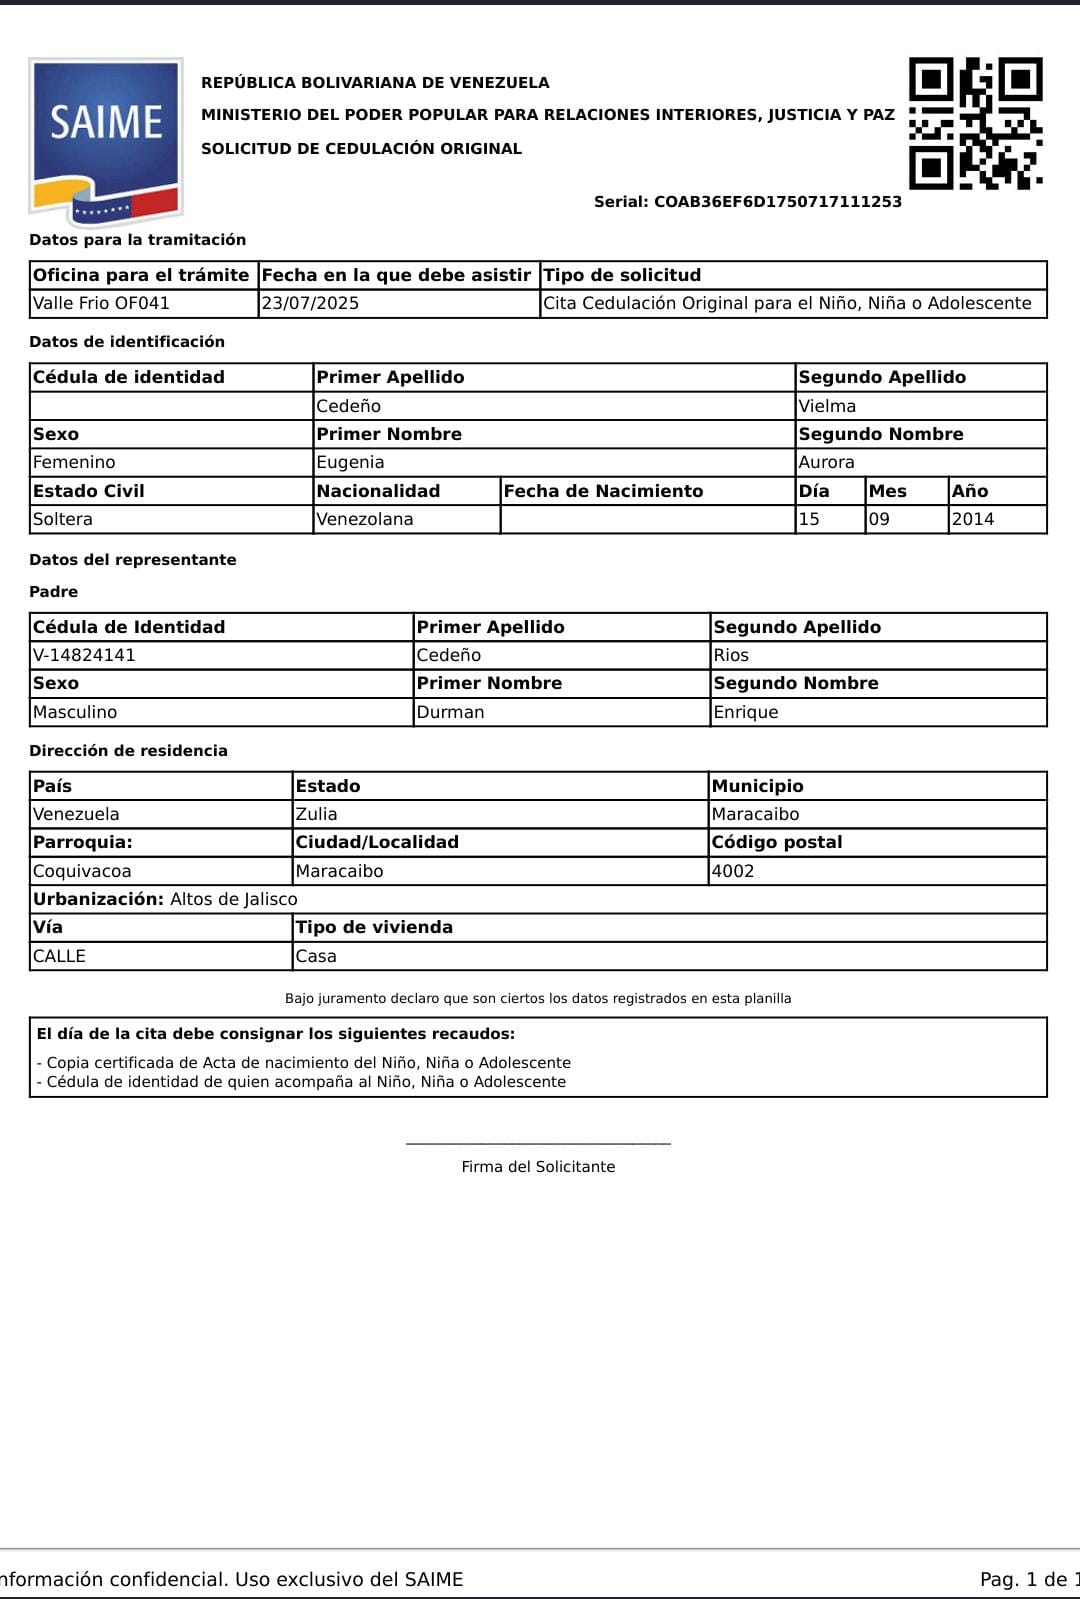 SAIME
REPÚBLICA BOLIVARIANA DE VENEZUELA
MINISTERIO DEL PODER POPULAR PARA RELACIONES INTERIORES, JUSTICIA Y PAZ
SOLICITUD DE CEDULACIÓN ORIGINAL
Serial: COAB36EF6D1750717111253
Datos para la tramitación
Oficina para el trámite Fecha en la que debe asistir Tipo de solicitud
Valle Frio OF041 23/07/2025 Cita Cedulación Original para el Niño, Niña o Adolescente
Datos de identificación
Cédula de identidad Primer Apellido Segundo Apellido
Cedeño Vielma
Sexo Primer Nombre Segundo Nombre
Femenino Eugenia Aurora
Estado Civil Nacionalidad Fecha de Nacimiento Día Mes Año
Soltera Venezolana 15 09 2014
Datos del representante
Padre
Cédula de Identidad Primer Apellido Segundo Apellido
V-14824141 Cedeño Rios
Sexo Primer Nombre Segundo Nombre
Masculino Durman Enrique
Dirección de residencia
País Estado Municipio
Venezuela Zulia Maracaibo
Parroquia: Ciudad/Localidad Código postal
Coquivacoa Maracaibo 4002
Urbanización: Altos de Jalisco
Vía Tipo de vivienda
CALLE Casa
Bajo juramento declaro que son ciertos los datos registrados en esta planilla
El día de la cita debe consignar los siguientes recaudos:
- Copia certificada de Acta de nacimiento del Niño, Niña o Adolescente
- Cédula de identidad de quien acompaña al Niño, Niña o Adolescente
Firma del Solicitante
nformación confidencial. Uso exclusivo del SAIME Pag. 1 de 1